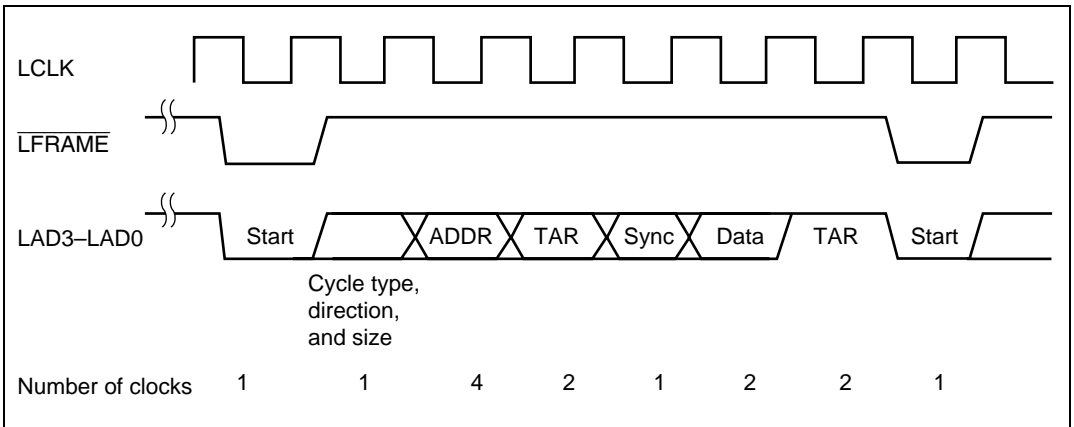 LCLK
LFRAME
LAD3–LAD0 Start ADDR TAR Sync Data TAR Start
Cycle type,
direction,
and size
Number of clocks 1 1 4 2 1 2 2 1